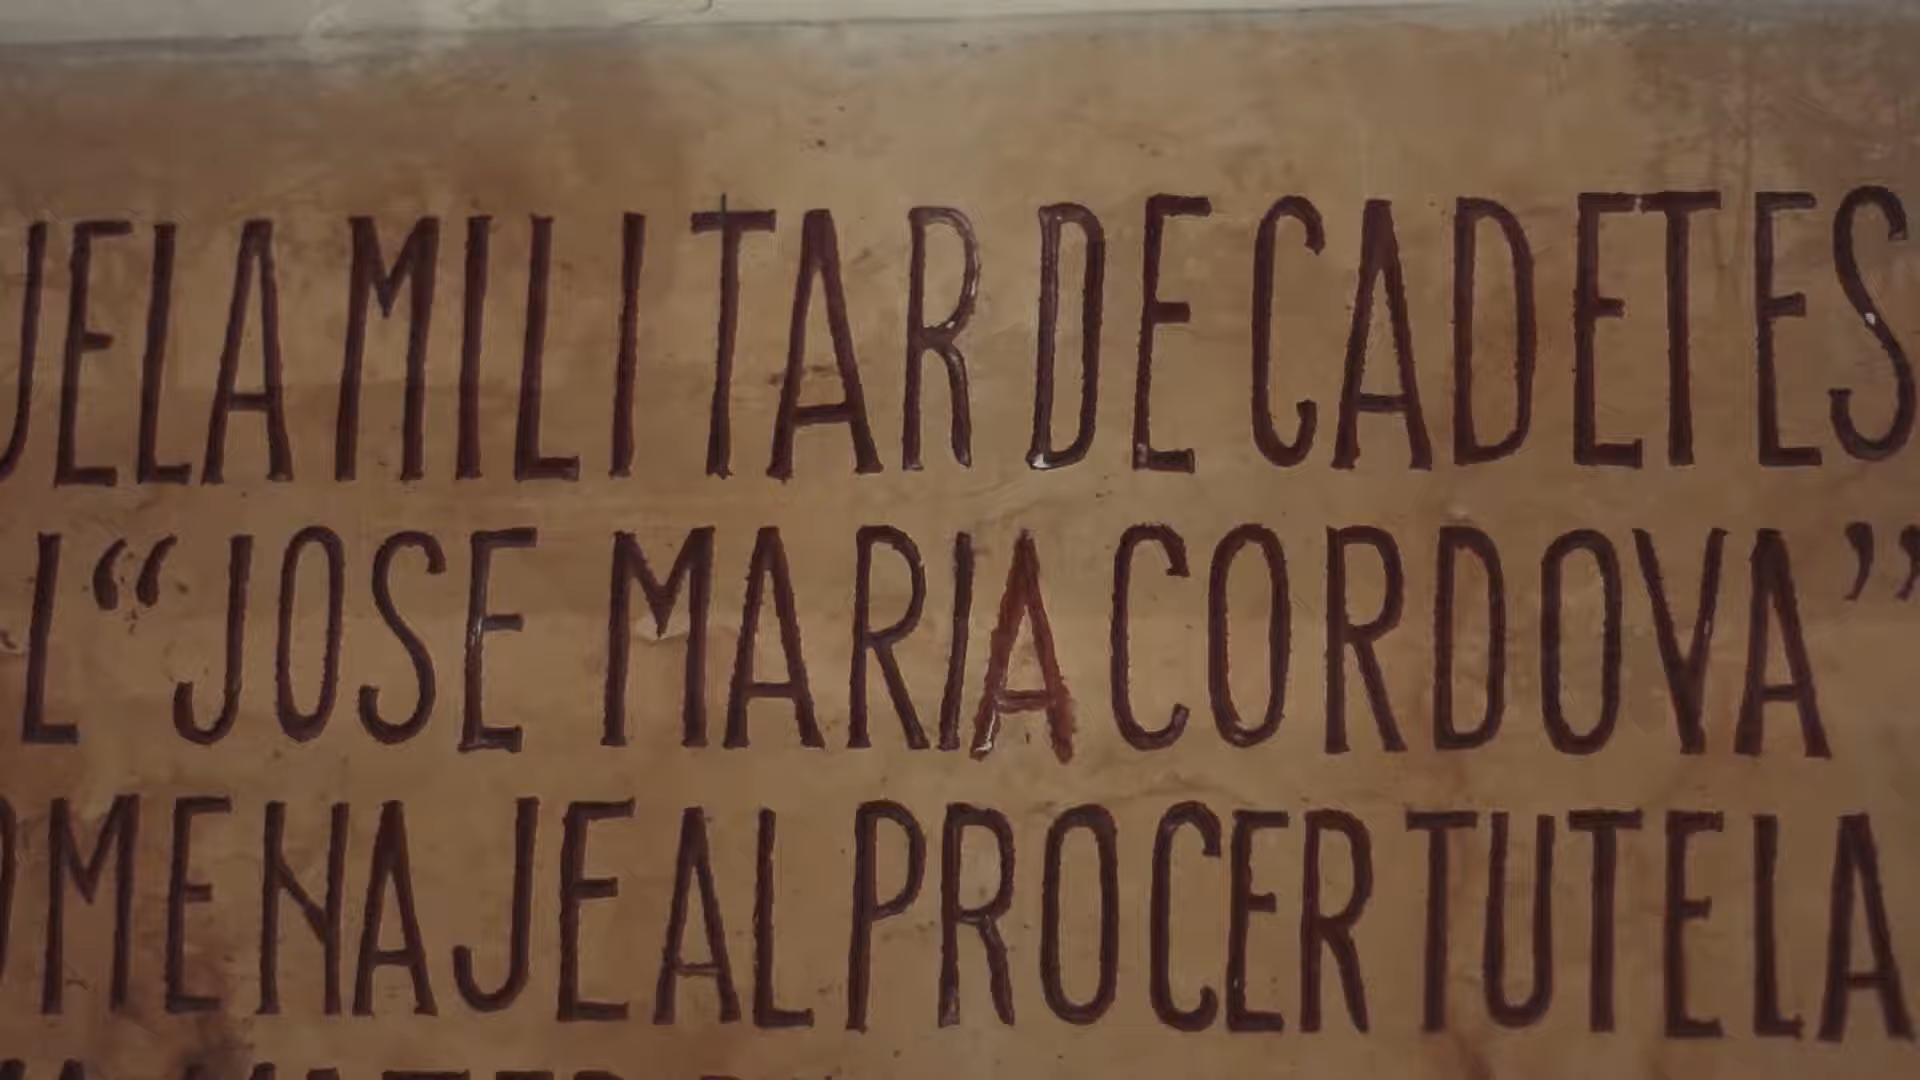 UELA MILITAR DE CADETES
L “JOSE MARIA CORDOVA”
OMENAJE AL PROCER TUTELA